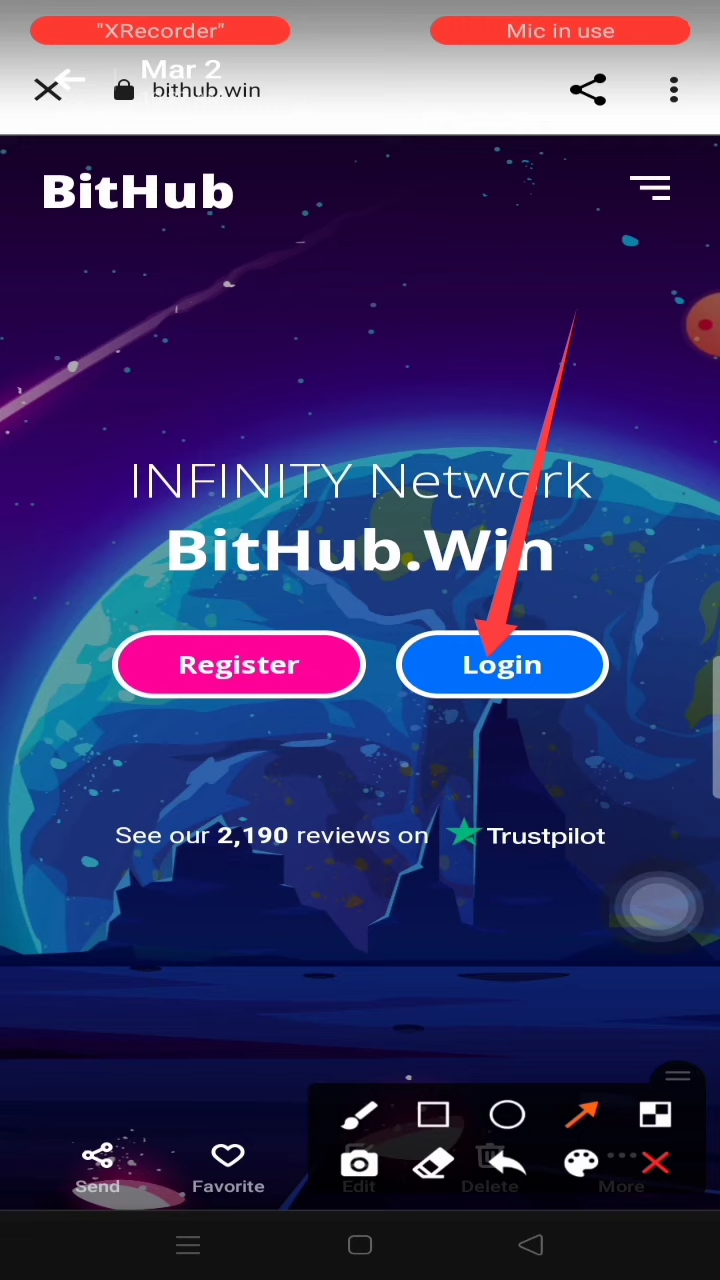 "XRecorder"
Mic in use
Mar 2
bithub.win
BitHub
INFINITY Network
BitHub.Win
Register
Login
See our 2,190 reviews on Trustpilot
Send
Favorite
Edit
Delete
More